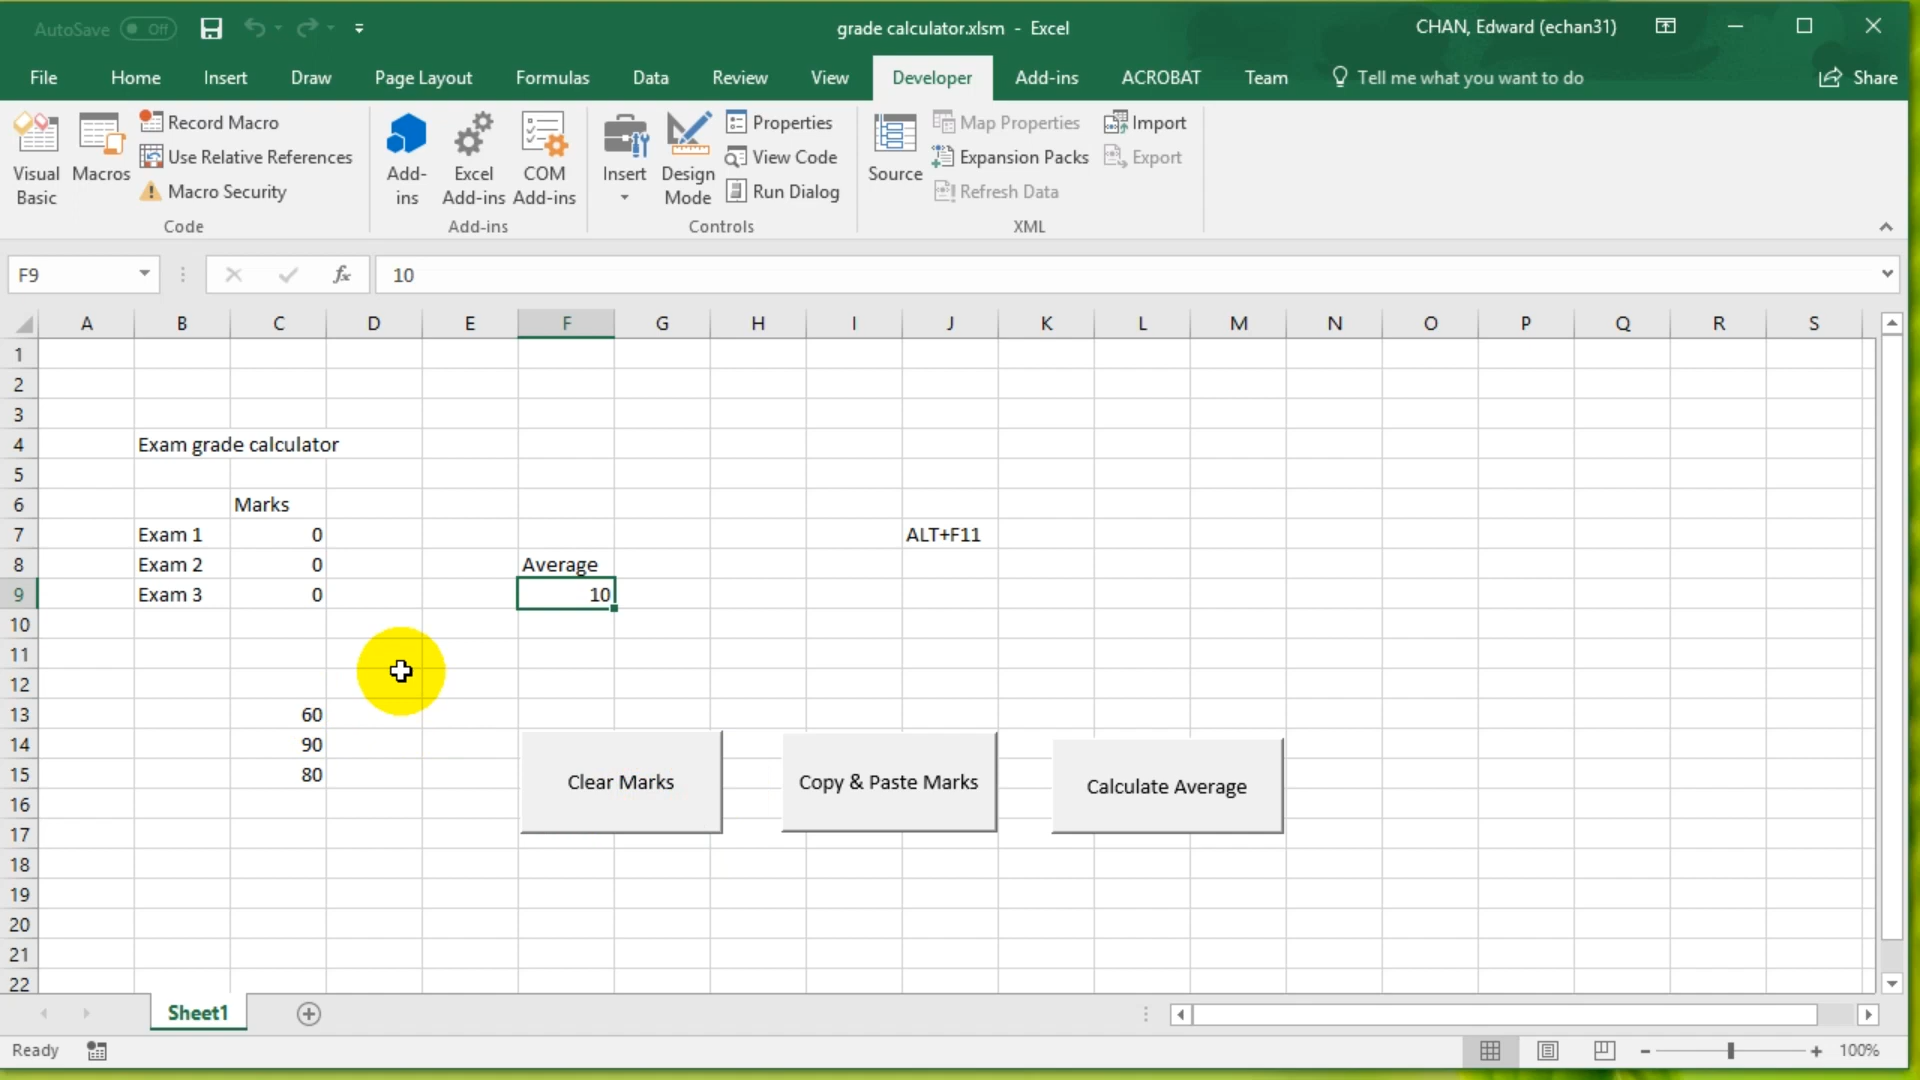 AutoSave Off
grade calculator.xlsm - Excel
CHAN, Edward (echan31)
File Home Insert Draw Page Layout Formulas Data Review View Developer Add-ins ACROBAT Team Tell me what you want to do Share
Visual Basic
Macros
Record Macro
Use Relative References
Macro Security
Code
Add-ins
Excel Add-ins
COM Add-ins
Add-ins
Insert
Design Mode
Properties
View Code
Run Dialog
Controls
Source
Map Properties
Expansion Packs
Refresh Data
Import
Export
XML
F9 fx 10
A B C D E F G H I J K L M N O P Q R S
1
2
3
4 Exam grade calculator
5
6 Marks
7 Exam 1 0 ALT+F11
8 Exam 2 0 Average
9 Exam 3 0 10
10
11
12
13 60
14 90
15 80
Clear Marks Copy & Paste Marks Calculate Average
16
17
18
19
20
21
22
Sheet1
Ready 100%